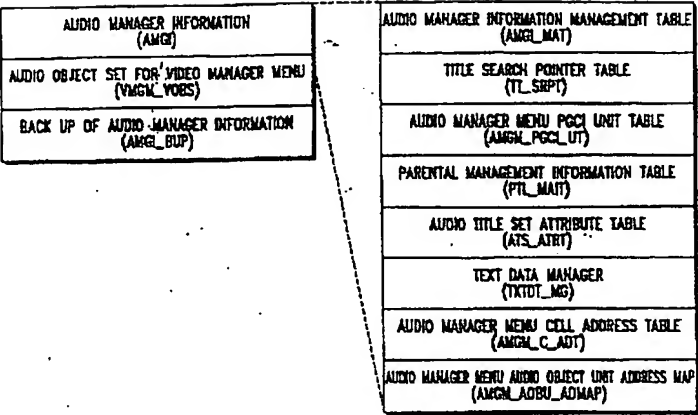 AUDIO MANAGER INFORMATION
(AMGI)
AUDIO OBJECT SET FOR VIDEO MANAGER MENU
(VMGM_VOBS)
BACK UP OF AUDIO MANAGER INFORMATION
(AMGI_BUP)
AUDIO MANAGER INFORMATION MANAGEMENT TABLE
(AMGI_MAT)
TITLE SEARCH POINTER TABLE
(TT_SRPT)
AUDIO MANAGER MENU PGCI UNIT TABLE
(AMGM_PGCI_UT)
PARENTAL MANAGEMENT INFORMATION TABLE
(PTL_MAIT)
AUDIO TITLE SET ATTRIBUTE TABLE
(ATS_ATRT)
TEXT DATA MANAGER
(TXTDT_MG)
AUDIO MANAGER MENU CELL ADDRESS TABLE
(AMGM_C_ADT)
AUDIO MANAGER MENU AUDIO OBJECT UNIT ADDRESS MAP
(AMGM_AOBU_ADMAP)